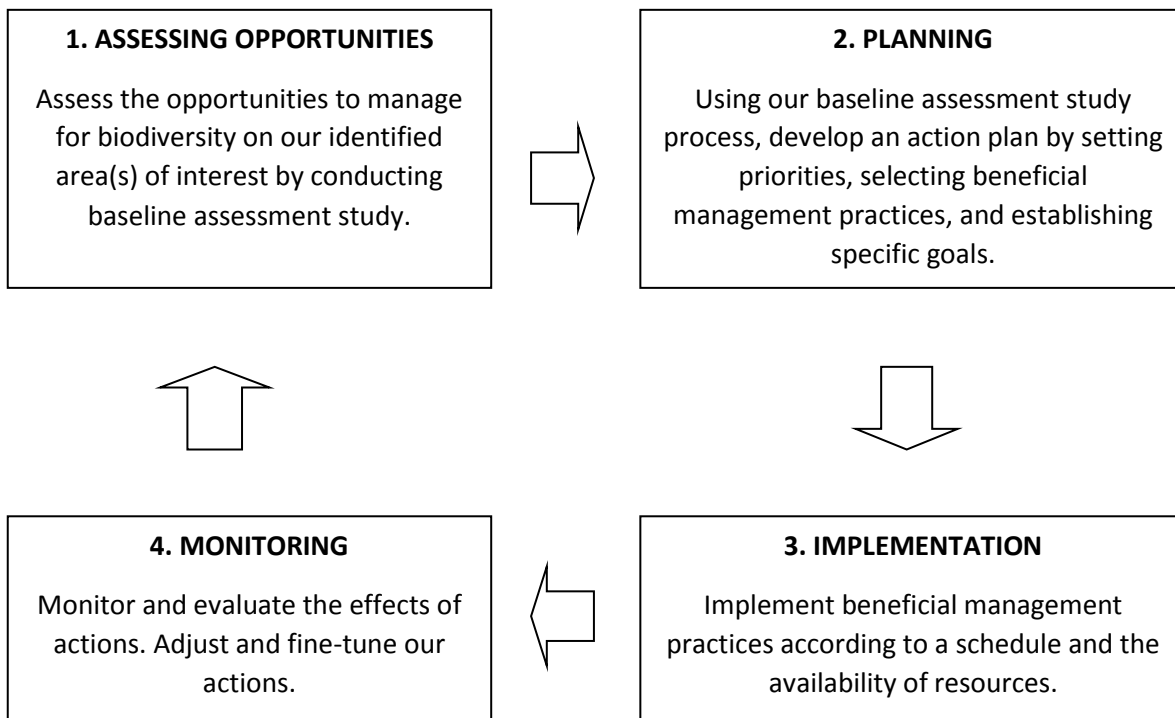 1. ASSESSING OPPORTUNITIES
Assess the opportunities to manage
for biodiversity on our identified
area(s) of interest by conducting
baseline assessment study.
2. PLANNING
Using our baseline assessment study
process, develop an action plan by setting
priorities, selecting beneficial
management practices, and establishing
specific goals.
3. IMPLEMENTATION
Implement beneficial management
practices according to a schedule and the
availability of resources.
4. MONITORING
Monitor and evaluate the effects of
actions. Adjust and fine-tune our
actions.